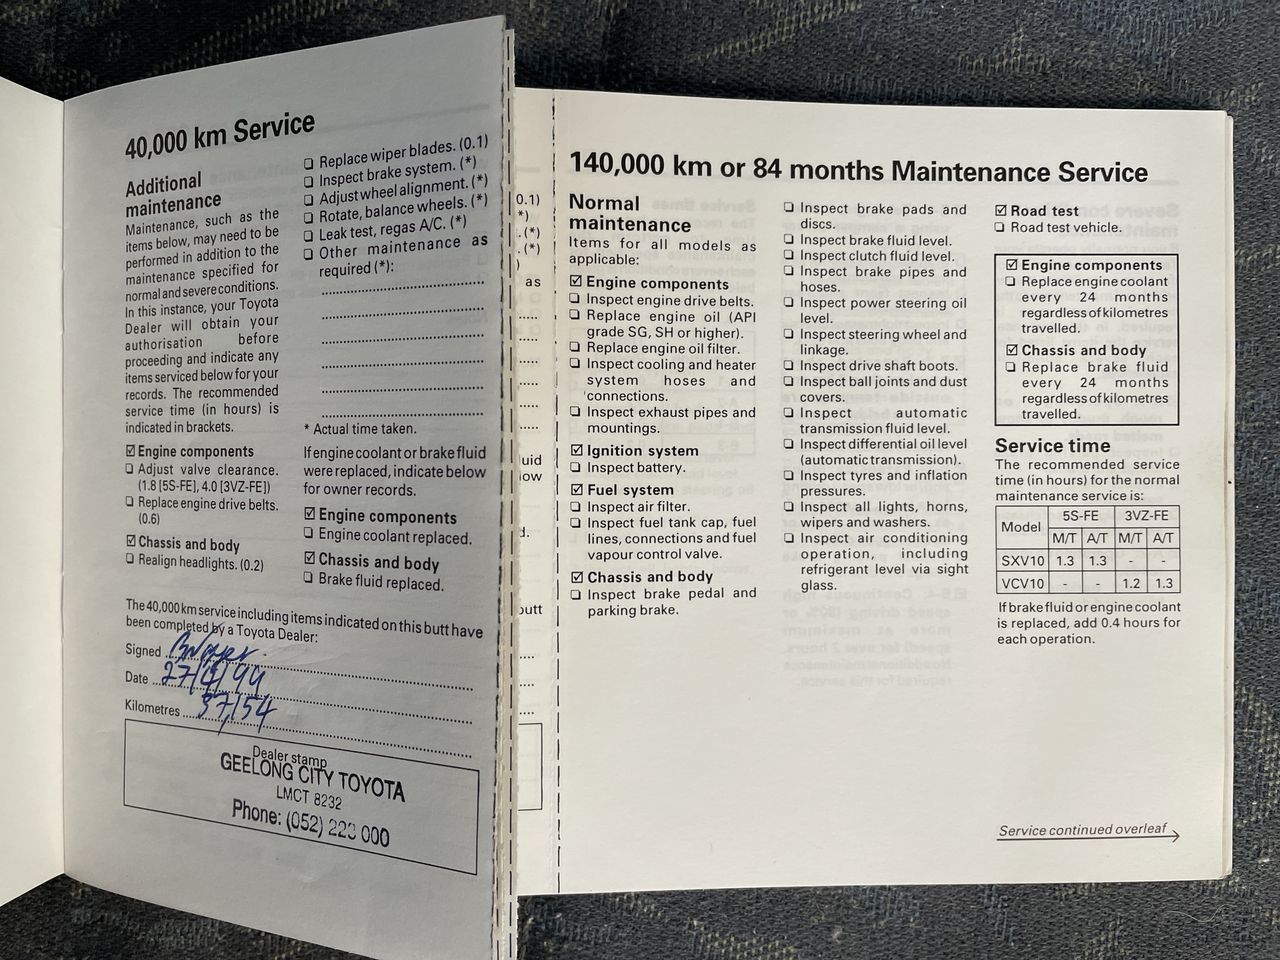 40,000 km Service
Additional
maintenance
Maintenance, such as the
items below, may need to be
performed in addition to the
maintenance specified for
normal and severe conditions.
In this instance, your Toyota
Dealer will obtain your
authorisation before
proceeding and indicate any
items serviced below for your
records. The recommended
service time (in hours) is
indicated in brackets.
☑ Engine components
❏ Adjust valve clearance.
(1.8 [5S-FE], 4.0 [3VZ-FE])
❏ Replace engine drive belts.
(0.6)
☑ Chassis and body
❏ Realign headlights. (0.2)
❏ Replace wiper blades. (0.1)
❏ Inspect brake system. (*)
❏ Adjust wheel alignment. (*)
❏ Rotate, balance wheels. (*)
❏ Leak test, regas A/C. (*)
❏ Other maintenance as
required (*):
* Actual time taken.
If engine coolant or brake fluid
were replaced, indicate below
for owner records.
☑ Engine components
❏ Engine coolant replaced.
☑ Chassis and body
❏ Brake fluid replaced.
The 40,000 km service including items indicated on this butt have
been completed by a Toyota Dealer:
Signed
Date 27/4/94
Kilometres 37154
Dealer stamp
GEELONG CITY TOYOTA
LMCT 8232
Phone: (052) 223 000
0.1)
*)
. (*)
. (*)
)
as
uid
ow
d.
butt
140,000 km or 84 months Maintenance Service
Normal
maintenance
Items for all models as
applicable:
☑ Engine components
❏ Inspect engine drive belts.
❏ Replace engine oil (API
grade SG, SH or higher).
❏ Replace engine oil filter.
❏ Inspect cooling and heater
system hoses and
connections.
❏ Inspect exhaust pipes and
mountings.
☑ Ignition system
❏ Inspect battery.
☑ Fuel system
❏ Inspect air filter.
❏ Inspect fuel tank cap, fuel
lines, connections and fuel
vapour control valve.
☑ Chassis and body
❏ Inspect brake pedal and
parking brake.
❏ Inspect brake pads and
discs.
❏ Inspect brake fluid level.
❏ Inspect clutch fluid level.
❏ Inspect brake pipes and
hoses.
❏ Inspect power steering oil
level.
❏ Inspect steering wheel and
linkage.
❏ Inspect drive shaft boots.
❏ Inspect ball joints and dust
covers.
❏ Inspect automatic
transmission fluid level.
❏ Inspect differential oil level
(automatic transmission).
❏ Inspect tyres and inflation
pressures.
❏ Inspect all lights, horns,
wipers and washers.
❏ Inspect air conditioning
operation, including
refrigerant level via sight
glass.
☑ Road test
❏ Road test vehicle.
☑ Engine components
❏ Replace engine coolant
every 24 months
regardless of kilometres
travelled.
☑ Chassis and body
❏ Replace brake fluid
every 24 months
regardless of kilometres
travelled.
Service time
The recommended service
time (in hours) for the normal
maintenance service is:
Model 5S-FE 3VZ-FE
M/T A/T M/T A/T
SXV10 1.3 1.3 - -
VCV10 - - 1.2 1.3
If brake fluid or engine coolant
is replaced, add 0.4 hours for
each operation.
Service continued overleaf